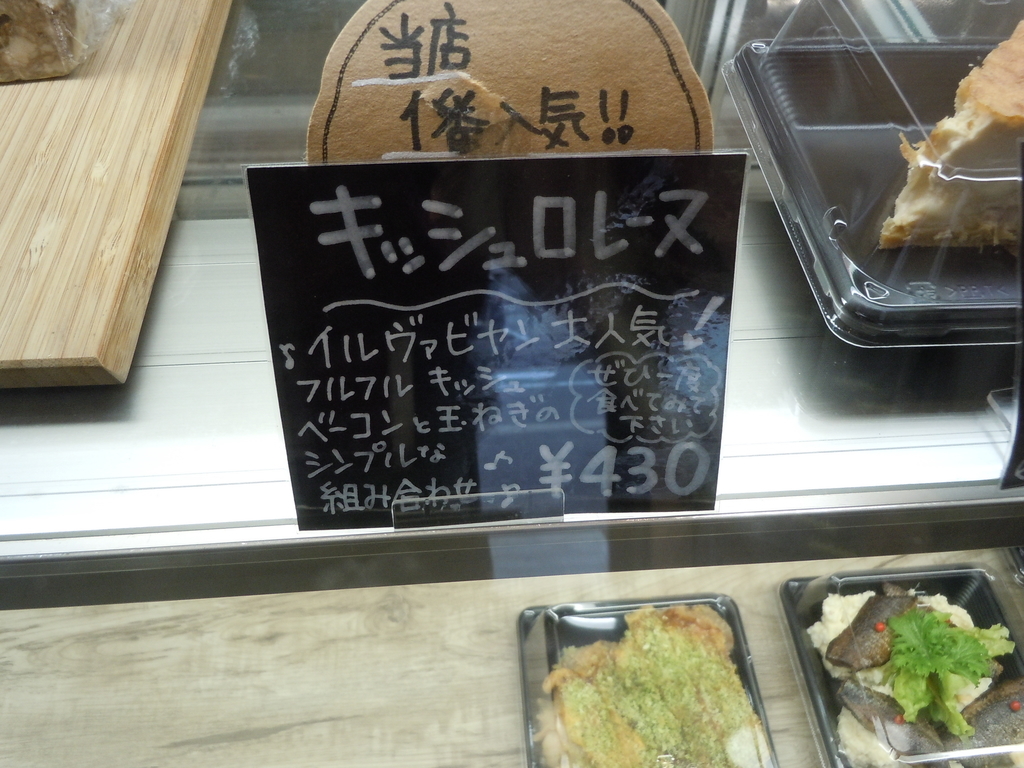 当店
1番人気!!
キッシュロレーヌ
♪イルヴァビヤン 大人気!
フルフル キッシュ
ベーコンと玉ねぎの
シンプルな
組み合わせ♪
ぜひ一度
食べてみて
下さい
¥430